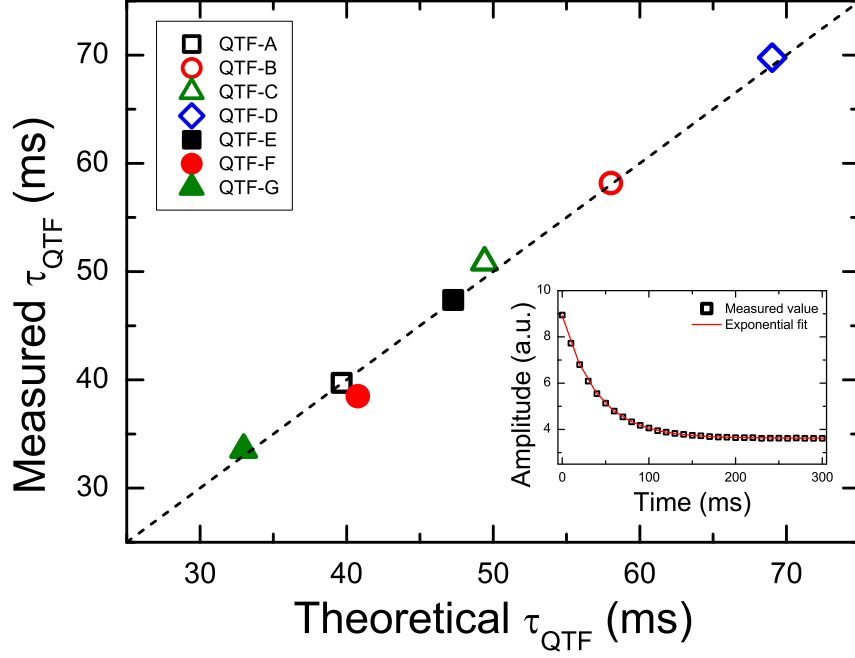 70
60
50
40
30
Measured τQTF (ms)
QTF-A
QTF-B
QTF-C
QTF-D
QTF-E
QTF-F
QTF-G
10
8
6
4
Amplitude (a.u.)
Measured value
Exponential fit
0 100 200 300
Time (ms)
30 40 50 60 70
Theoretical τQTF (ms)